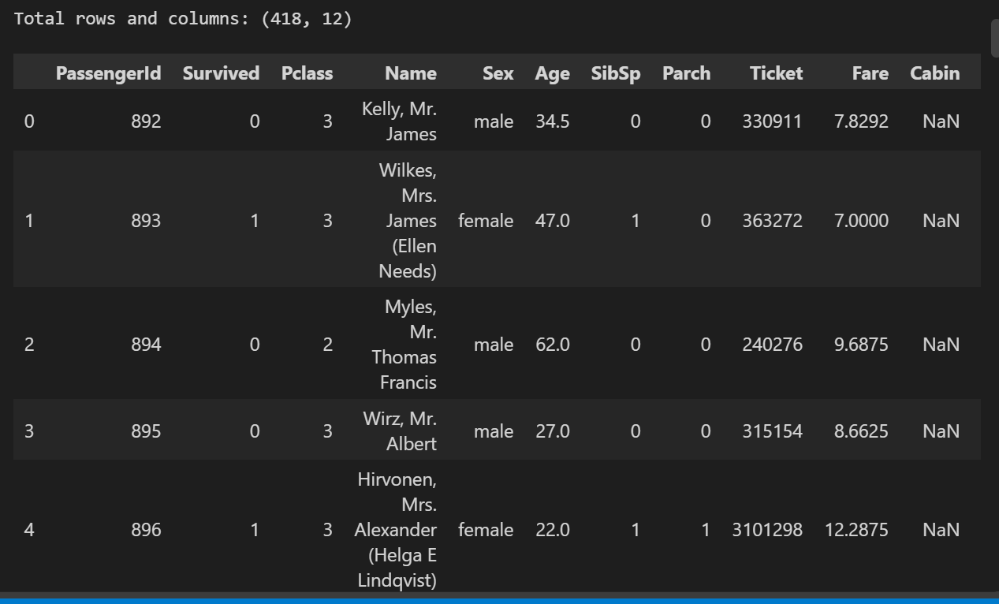 Total rows and columns: (418, 12)
PassengerId Survived Pclass Name Sex Age SibSp Parch Ticket Fare Cabin
0 892 0 3 Kelly, Mr. James male 34.5 0 0 330911 7.8292 NaN
1 893 1 3 Wilkes, Mrs. James (Ellen Needs) female 47.0 1 0 363272 7.0000 NaN
2 894 0 2 Myles, Mr. Thomas Francis male 62.0 0 0 240276 9.6875 NaN
3 895 0 3 Wirz, Mr. Albert male 27.0 0 0 315154 8.6625 NaN
4 896 1 3 Hirvonen, Mrs. Alexander (Helga E Lindqvist) female 22.0 1 1 3101298 12.2875 NaN